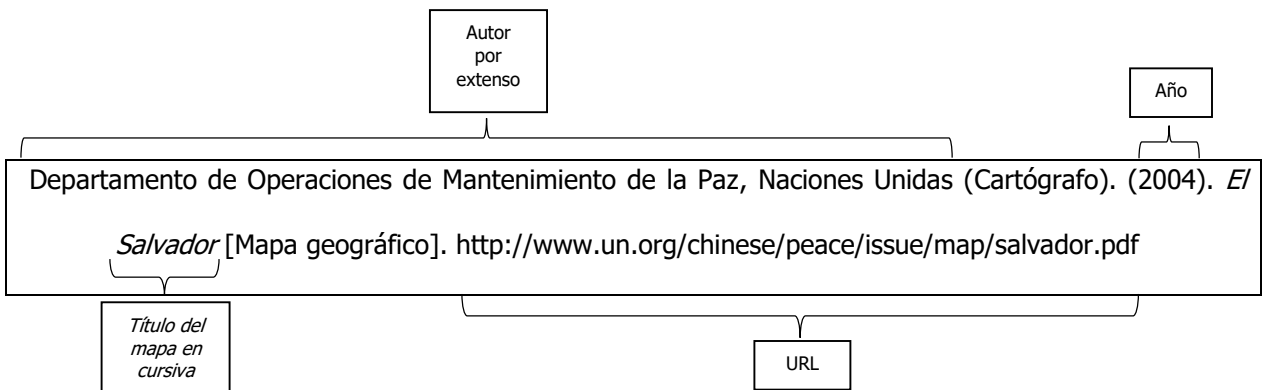 Autor
por
extenso
Año
Departamento de Operaciones de Mantenimiento de la Paz, Naciones Unidas (Cartógrafo). (2004). El
Salvador [Mapa geográfico]. http://www.un.org/chinese/peace/issue/map/salvador.pdf
Título del
mapa en
cursiva
URL